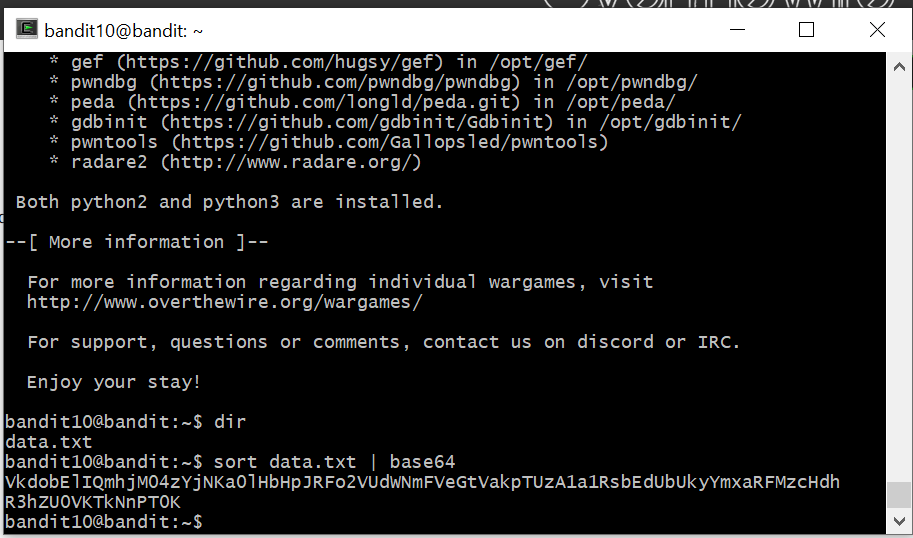 bandit10@bandit: ~
* gef (https://github.com/hugsy/gef) in /opt/gef/
* pwndbg (https://github.com/pwndbg/pwndbg) in /opt/pwndbg/
* peda (https://github.com/longld/peda.git) in /opt/peda/
* gdbinit (https://github.com/gdbinit/Gdbinit) in /opt/gdbinit/
* pwntools (https://github.com/Gallopsled/pwntools)
* radare2 (http://www.radare.org/)
Both python2 and python3 are installed.
--[ More information ]--
For more information regarding individual wargames, visit
http://www.overthewire.org/wargames/
For support, questions or comments, contact us on discord or IRC.
Enjoy your stay!
bandit10@bandit:~$ dir
data.txt
bandit10@bandit:~$ sort data.txt | base64
VkdobElIQmhjM04zYjNKa0lHbHpJRFo2VUdWNmFVeGtVakpTUzA1a1RsbEdUbUkyYmxaRFMzcHdh
R3hZU0VKTkNnPT0K
bandit10@bandit:~$